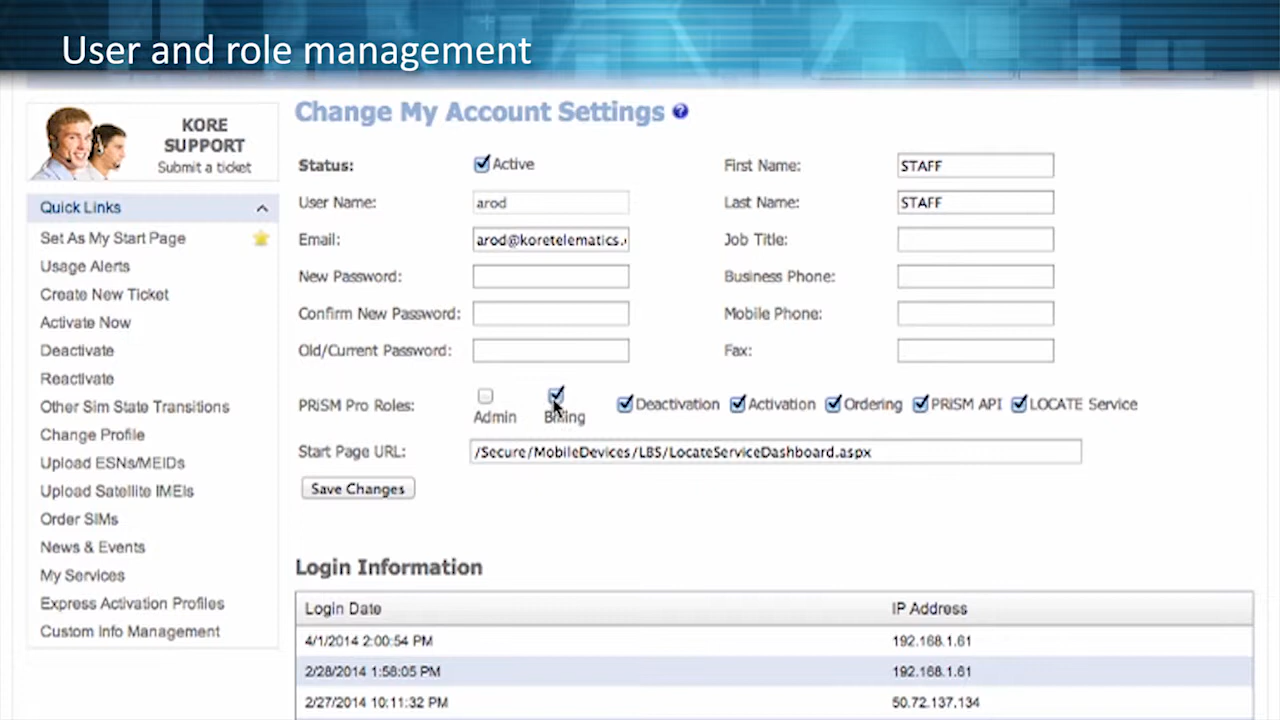 User and role management
KORE
SUPPORT
Submit a ticket
Quick Links
Set As My Start Page
Usage Alerts
Create New Ticket
Activate Now
Deactivate
Reactivate
Other Sim State Transitions
Change Profile
Upload ESNs/MEIDs
Upload Satellite IMEIs
Order SIMs
News & Events
My Services
Express Activation Profiles
Custom Info Management
Change My Account Settings ?
Status: Active First Name: STAFF
User Name: arod Last Name: STAFF
Email: arod@koretelematics. Job Title:
New Password: Business Phone:
Confirm New Password: Mobile Phone:
Old/Current Password: Fax:
PRiSM Pro Roles: Admin Billing Deactivation Activation Ordering PRiSM API LOCATE Service
Start Page URL: /Secure/MobileDevices/LBS/LocateServiceDashboard.aspx
Save Changes
Login Information
Login Date IP Address
4/1/2014 2:00:54 PM 192.168.1.61
2/28/2014 1:58:05 PM 192.168.1.61
2/27/2014 10:11:32 PM 50.72.137.134